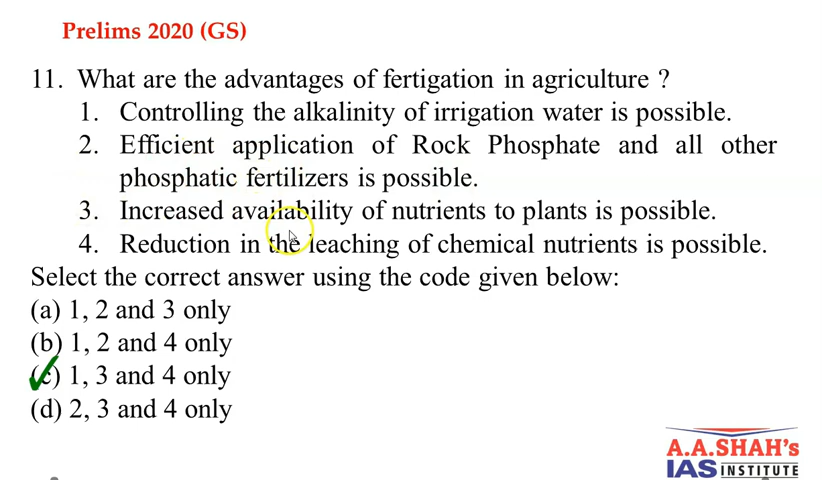 Prelims 2020 (GS)
11. What are the advantages of fertigation in agriculture ?
1. Controlling the alkalinity of irrigation water is possible.
2. Efficient application of Rock Phosphate and all other
phosphatic fertilizers is possible.
3. Increased availability of nutrients to plants is possible.
4. Reduction in the leaching of chemical nutrients is possible.
Select the correct answer using the code given below:
(a) 1, 2 and 3 only
(b) 1, 2 and 4 only
(c) 1, 3 and 4 only
(d) 2, 3 and 4 only
A.A.SHAH's
IAS INSTITUTE